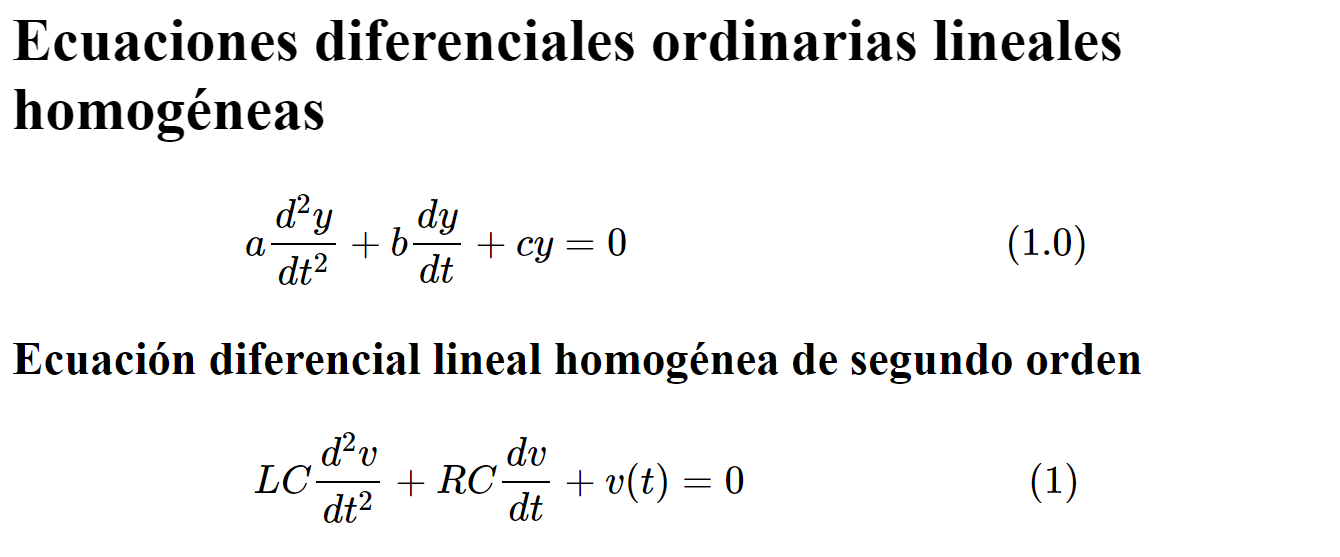 Ecuaciones diferenciales ordinarias lineales
homogéneas
a d²y/dt² + b dy/dt + cy = 0 (1.0)
Ecuación diferencial lineal homogénea de segundo orden
LC d²v/dt² + RC dv/dt + v(t) = 0 (1)